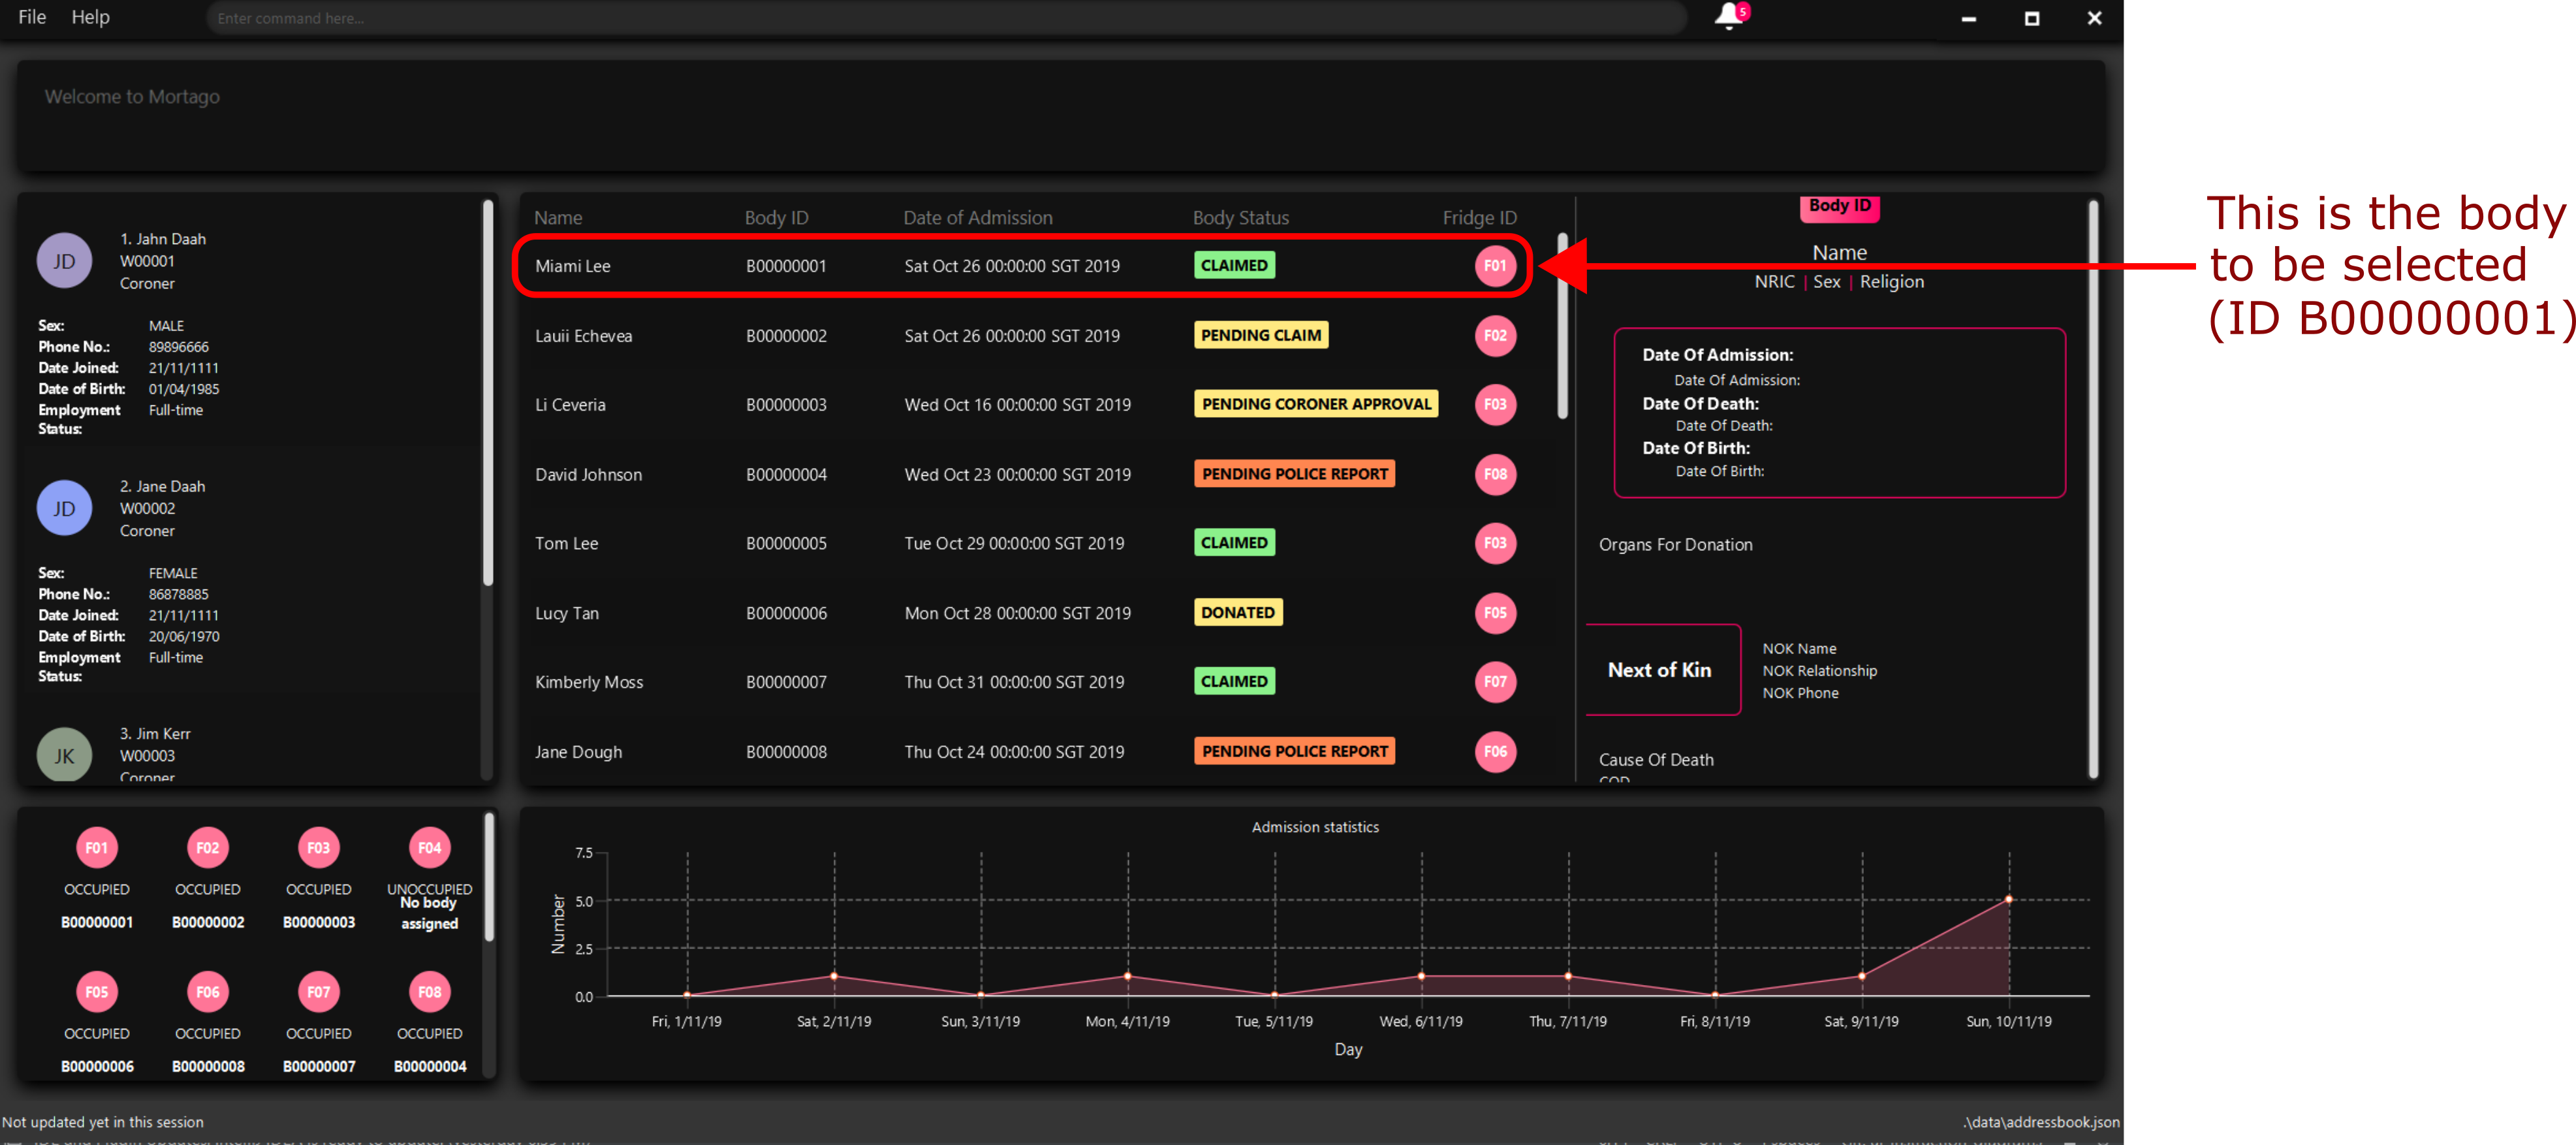 File Help
Enter command here...
5
Welcome to Mortago
JD
1. Jahn Daah
W00001
Coroner
Sex: MALE
Phone No.: 89896666
Date Joined: 21/11/1111
Date of Birth: 01/04/1985
Employment Full-time
Status:
JD
2. Jane Daah
W00002
Coroner
Sex: FEMALE
Phone No.: 86878885
Date Joined: 21/11/1111
Date of Birth: 20/06/1970
Employment Full-time
Status:
JK
3. Jim Kerr
W00003
Coroner
Name Body ID Date of Admission Body Status Fridge ID
Miami Lee B00000001 Sat Oct 26 00:00:00 SGT 2019 CLAIMED F01
Lauii Echevea B00000002 Sat Oct 26 00:00:00 SGT 2019 PENDING CLAIM F02
Li Ceveria B00000003 Wed Oct 16 00:00:00 SGT 2019 PENDING CORONER APPROVAL F03
David Johnson B00000004 Wed Oct 23 00:00:00 SGT 2019 PENDING POLICE REPORT F08
Tom Lee B00000005 Tue Oct 29 00:00:00 SGT 2019 CLAIMED F03
Lucy Tan B00000006 Mon Oct 28 00:00:00 SGT 2019 DONATED F05
Kimberly Moss B00000007 Thu Oct 31 00:00:00 SGT 2019 CLAIMED F07
Jane Dough B00000008 Thu Oct 24 00:00:00 SGT 2019 PENDING POLICE REPORT F06
Body ID
Name
NRIC | Sex | Religion
Date Of Admission:
Date Of Admission:
Date Of Death:
Date Of Death:
Date Of Birth:
Date Of Birth:
Organs For Donation
Next of Kin
NOK Name
NOK Relationship
NOK Phone
Cause Of Death
COD
This is the body
to be selected
(ID B00000001)
F01 F02 F03 F04
OCCUPIED OCCUPIED OCCUPIED UNOCCUPIED
B00000001 B00000002 B00000003 No body
assigned
F05 F06 F07 F08
OCCUPIED OCCUPIED OCCUPIED OCCUPIED
B00000006 B00000008 B00000007 B00000004
Admission statistics
Number
7.5
5.0
2.5
0.0
Fri, 1/11/19 Sat, 2/11/19 Sun, 3/11/19 Mon, 4/11/19 Tue, 5/11/19 Wed, 6/11/19 Thu, 7/11/19 Fri, 8/11/19 Sat, 9/11/19 Sun, 10/11/19
Day
Not updated yet in this session
.\data\addressbook.json